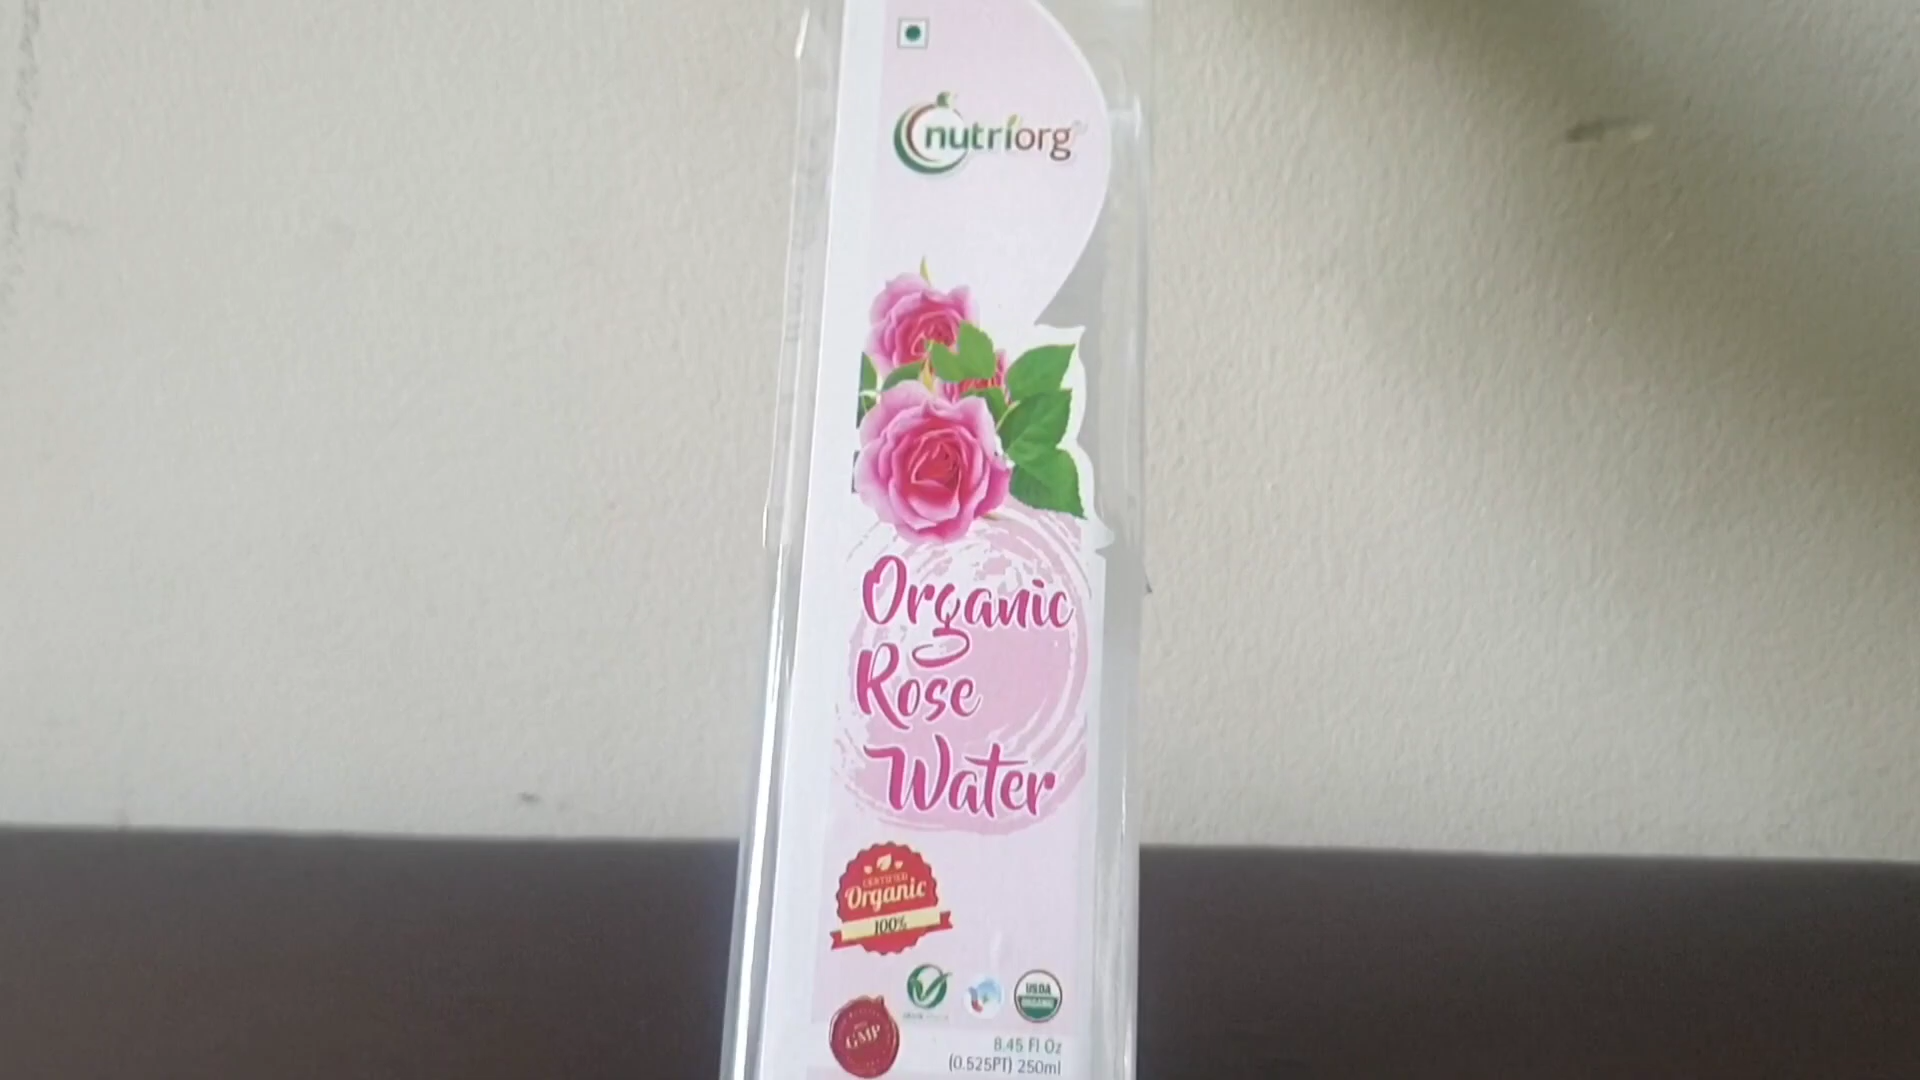 nutriorg
Organic
Rose
Water
CERTIFIED
Organic
100%
USDA
ORGANIC
GMP
8.45 Fl Oz
(0.525PT) 250ml